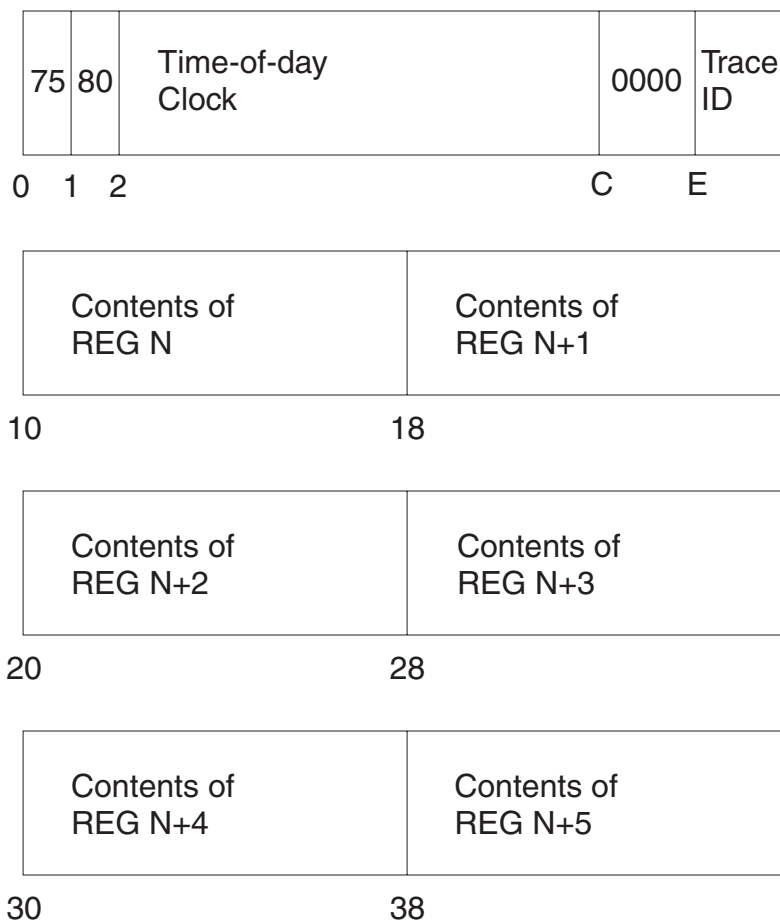 75 80 Time-of-day 0000 Trace
Clock ID
0 1 2 C E
Contents of Contents of
REG N REG N+1
10 18
Contents of Contents of
REG N+2 REG N+3
20 28
Contents of Contents of
REG N+4 REG N+5
30 38